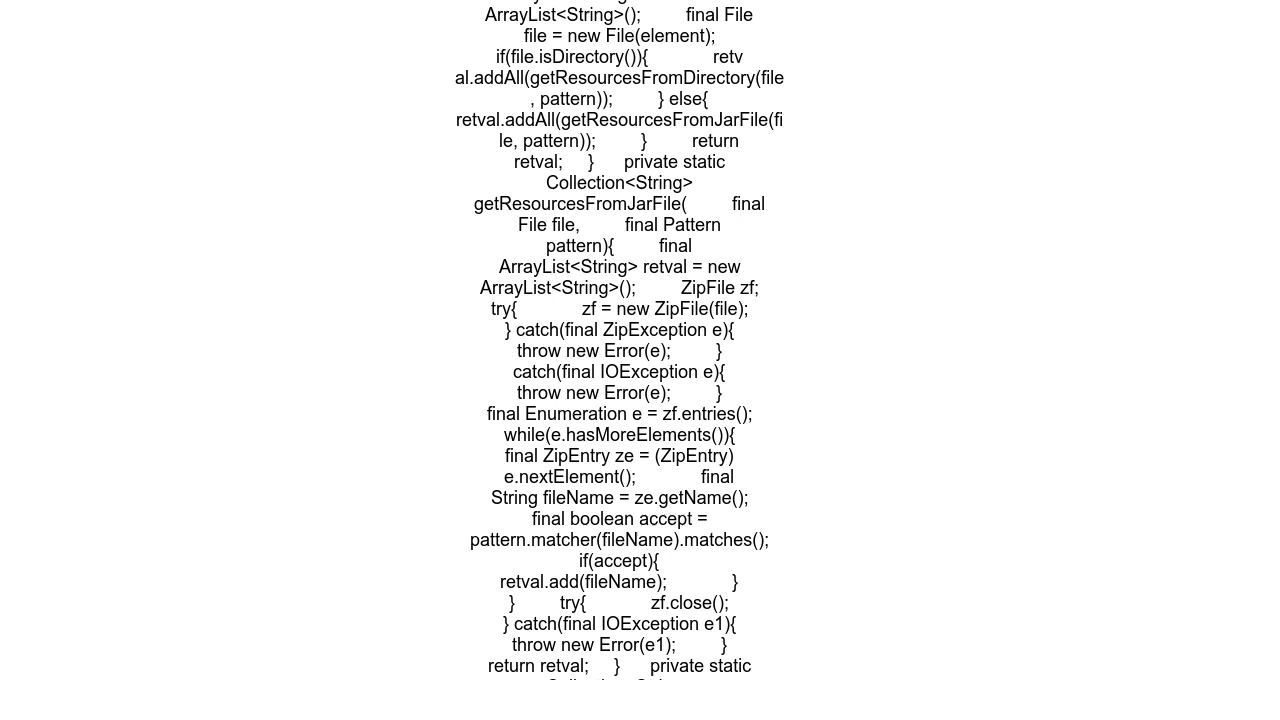 ArrayList<String>(); final File
file = new File(element);
if(file.isDirectory()){ retv
al.addAll(getResourcesFromDirectory(file
, pattern)); } else{
retval.addAll(getResourcesFromJarFile(fi
le, pattern)); } return
retval; } private static
Collection<String>
getResourcesFromJarFile( final
File file, final Pattern
pattern){ final
ArrayList<String> retval = new
ArrayList<String>(); ZipFile zf;
try{ zf = new ZipFile(file);
} catch(final ZipException e){
throw new Error(e); }
catch(final IOException e){
throw new Error(e); }
final Enumeration e = zf.entries();
while(e.hasMoreElements()){
final ZipEntry ze = (ZipEntry)
e.nextElement(); final
String fileName = ze.getName();
final boolean accept =
pattern.matcher(fileName).matches();
if(accept){
retval.add(fileName); }
} try{ zf.close();
} catch(final IOException e1){
throw new Error(e1); }
return retval; } private static